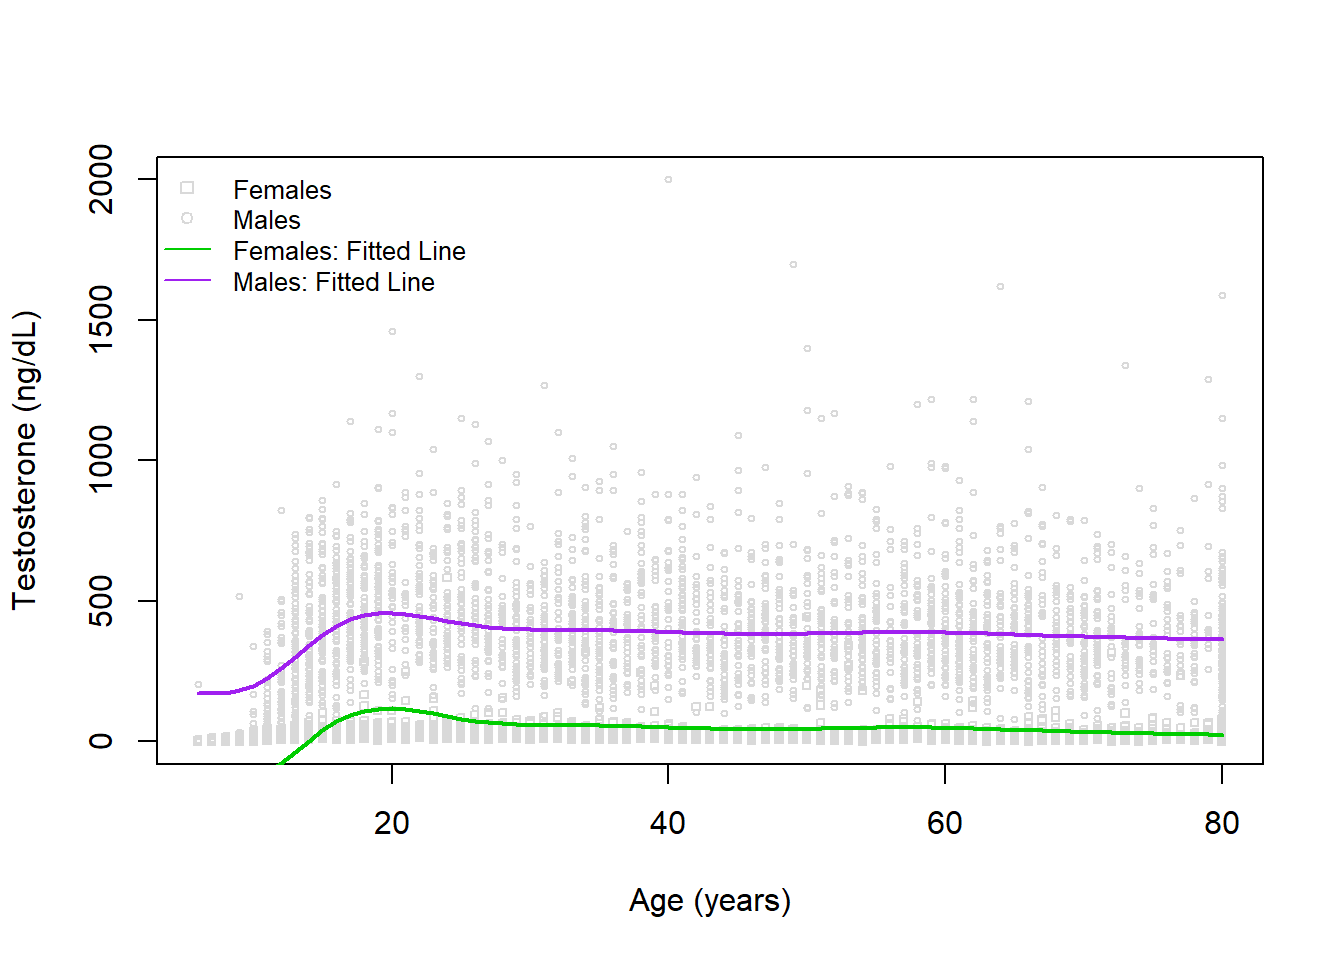 Females
Males
Females: Fitted Line
Males: Fitted Line
2000
1500
1000
500
0
Testosterone (ng/dL)
20
40
60
80
Age (years)